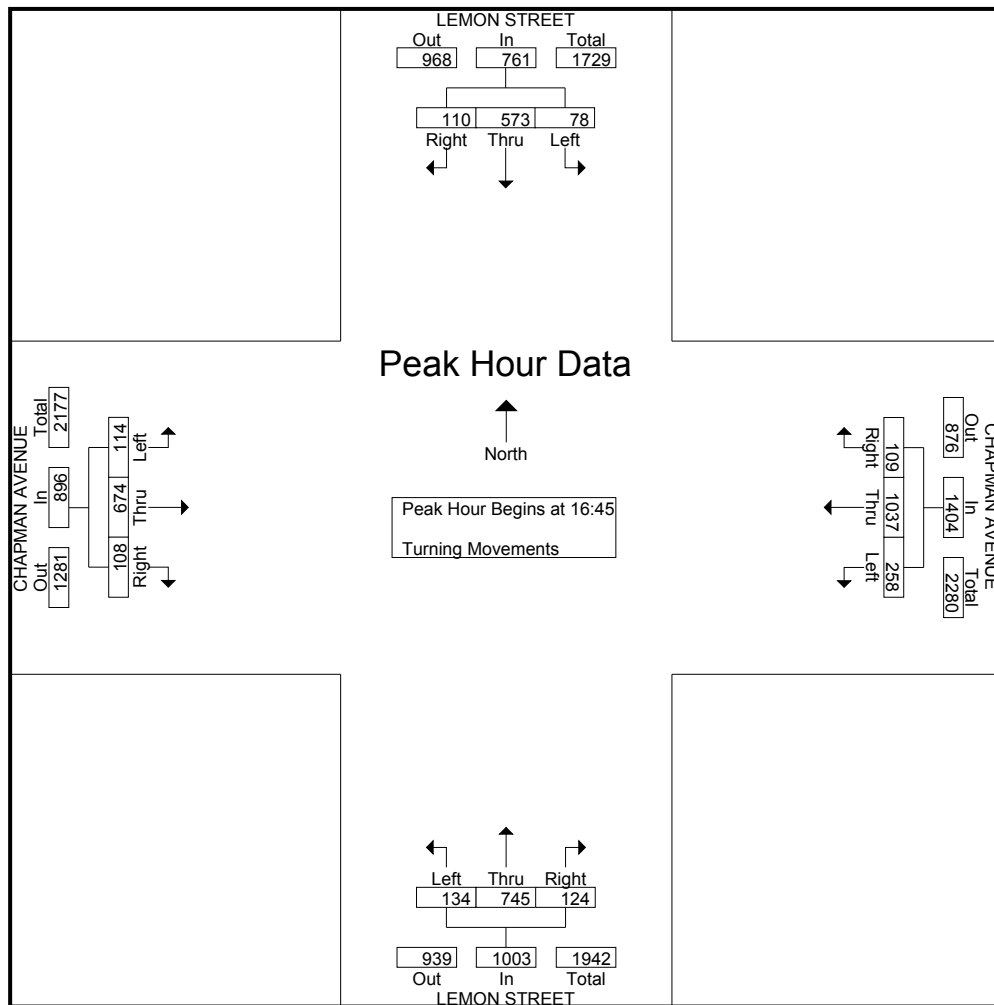 LEMON STREET
Out In Total
968 761 1729
110 573 78
Right Thru Left
Peak Hour Data
North
Peak Hour Begins at 16:45
Turning Movements
CHAPMAN AVENUE
Out In Total
1281 896 2177
108 674 114
Right Thru Left
CHAPMAN AVENUE
Out In Total
876 1404 2280
109 1037 258
Right Thru Left
Left Thru Right
134 745 124
939 1003 1942
Out In Total
LEMON STREET